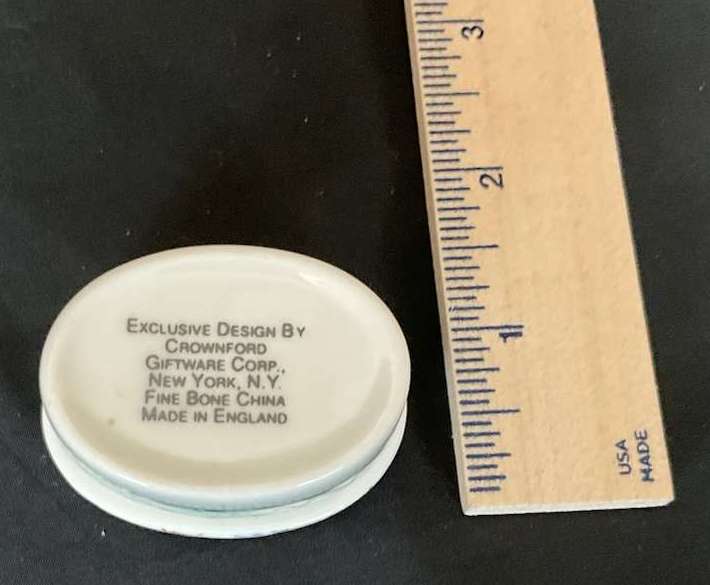 EXCLUSIVE DESIGN BY
CROWNFORD
GIFTWARE CORP.,
NEW YORK, N.Y.
FINE BONE CHINA
MADE IN ENGLAND
3
2
1
USA
MADE